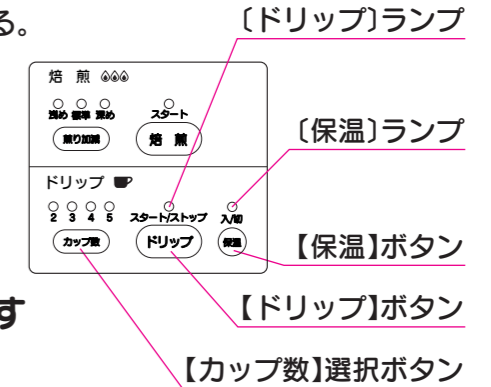 る。
〔ドリップ〕ランプ
焙 煎
浅め 標準 深め
スタート
煎り加減
焙 煎
〔保温〕ランプ
ドリップ
2 3 4 5
スタート/ストップ
入/切
カップ数
ドリップ
保温
【保温】ボタン
【ドリップ】ボタン
す
【カップ数】選択ボタン